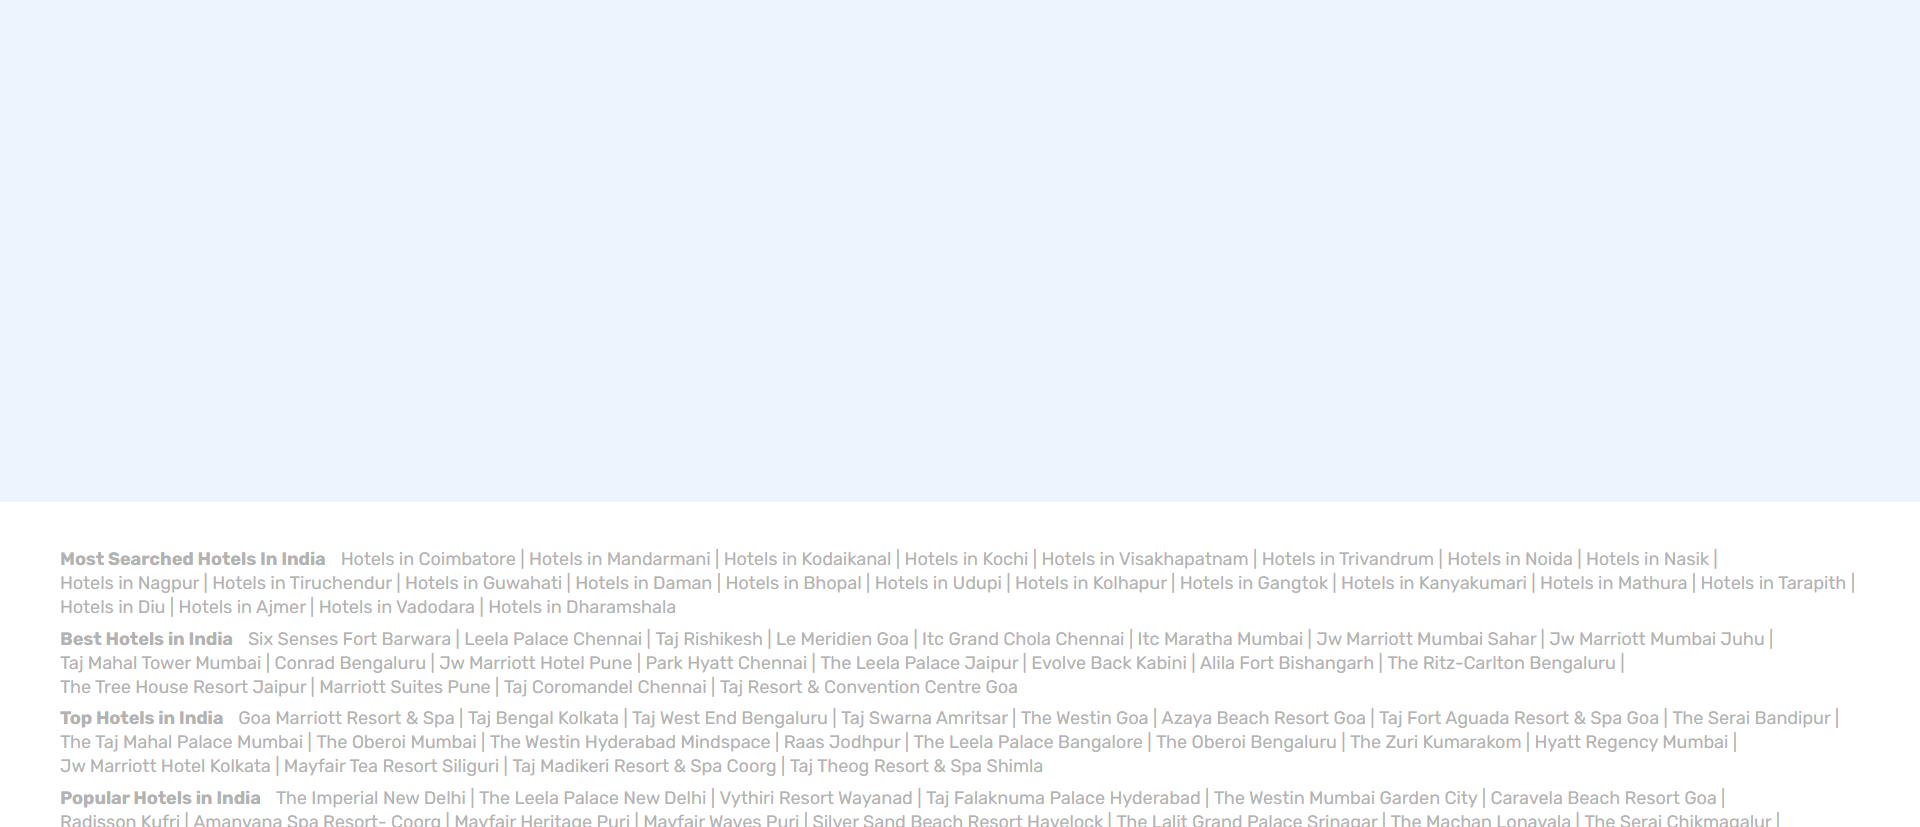 Most Searched Hotels In India Hotels in Coimbatore | Hotels in Mandarmani | Hotels in Kodaikanal | Hotels in Kochi | Hotels in Visakhapatnam | Hotels in Trivandrum | Hotels in Noida | Hotels in Nasik |
Hotels in Nagpur | Hotels in Tiruchendur | Hotels in Guwahati | Hotels in Daman | Hotels in Bhopal | Hotels in Udupi | Hotels in Kolhapur | Hotels in Gangtok | Hotels in Kanyakumari | Hotels in Mathura | Hotels in Tarapith |
Hotels in Diu | Hotels in Ajmer | Hotels in Vadodara | Hotels in Dharamshala
Best Hotels in India Six Senses Fort Barwara | Leela Palace Chennai | Taj Rishikesh | Le Meridien Goa | Itc Grand Chola Chennai | Itc Maratha Mumbai | Jw Marriott Mumbai Sahar | Jw Marriott Mumbai Juhu |
Taj Mahal Tower Mumbai | Conrad Bengaluru | Jw Marriott Hotel Pune | Park Hyatt Chennai | The Leela Palace Jaipur | Evolve Back Kabini | Alila Fort Bishangarh | The Ritz-Carlton Bengaluru |
The Tree House Resort Jaipur | Marriott Suites Pune | Taj Coromandel Chennai | Taj Resort & Convention Centre Goa
Top Hotels in India Goa Marriott Resort & Spa | Taj Bengal Kolkata | Taj West End Bengaluru | Taj Swarna Amritsar | The Westin Goa | Azaya Beach Resort Goa | Taj Fort Aguada Resort & Spa Goa | The Serai Bandipur |
The Taj Mahal Palace Mumbai | The Oberoi Mumbai | The Westin Hyderabad Mindspace | Raas Jodhpur | The Leela Palace Bangalore | The Oberoi Bengaluru | The Zuri Kumarakom | Hyatt Regency Mumbai |
Jw Marriott Hotel Kolkata | Mayfair Tea Resort Siliguri | Taj Madikeri Resort & Spa Coorg | Taj Theog Resort & Spa Shimla
Popular Hotels in India The Imperial New Delhi | The Leela Palace New Delhi | Vythiri Resort Wayanad | Taj Falaknuma Palace Hyderabad | The Westin Mumbai Garden City | Caravela Beach Resort Goa |
Radisson Kufri | Amanvana Spa Resort- Coorg | Mayfair Heritage Puri | Mayfair Waves Puri | Silver Sand Beach Resort Havelock | The Lalit Grand Palace Srinagar | The Machan Lonavala | The Serai Chikmagalur |